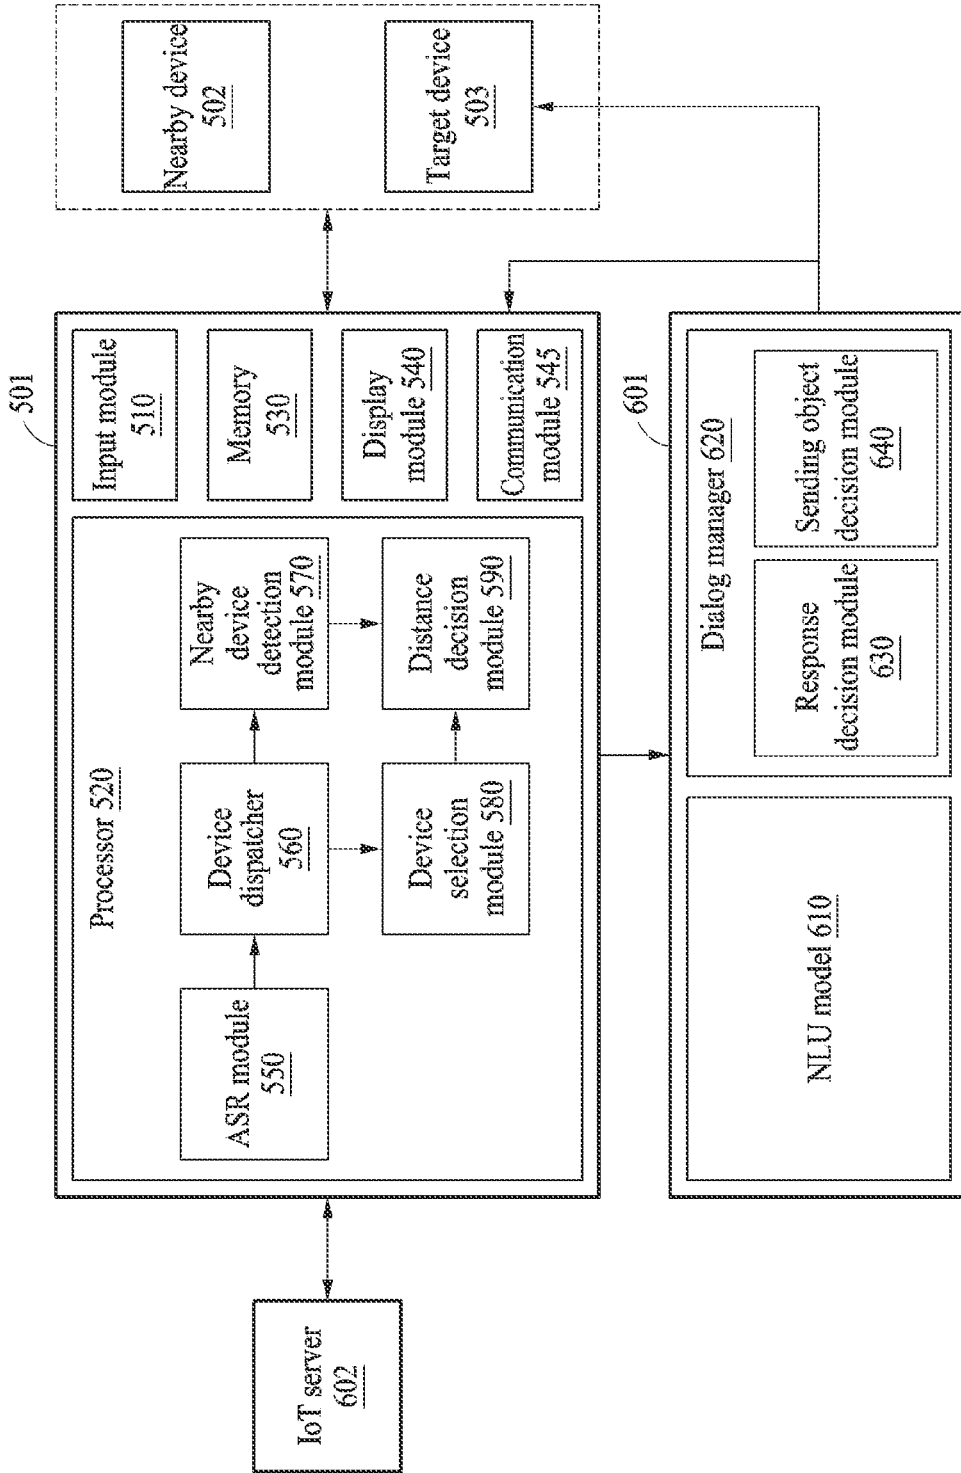 IoT server
602
501
Processor 520
ASR module
550
Device
dispatcher
560
Nearby
device
detection
module 570
Device
selection
module 580
Distance
decision
module 590
Input module
510
Memory
530
Display
module 540
Communication
module 545
Nearby device
502
Target device
503
601
NLU model 610
Dialog manager 620
Response
decision module
630
Sending object
decision module
640